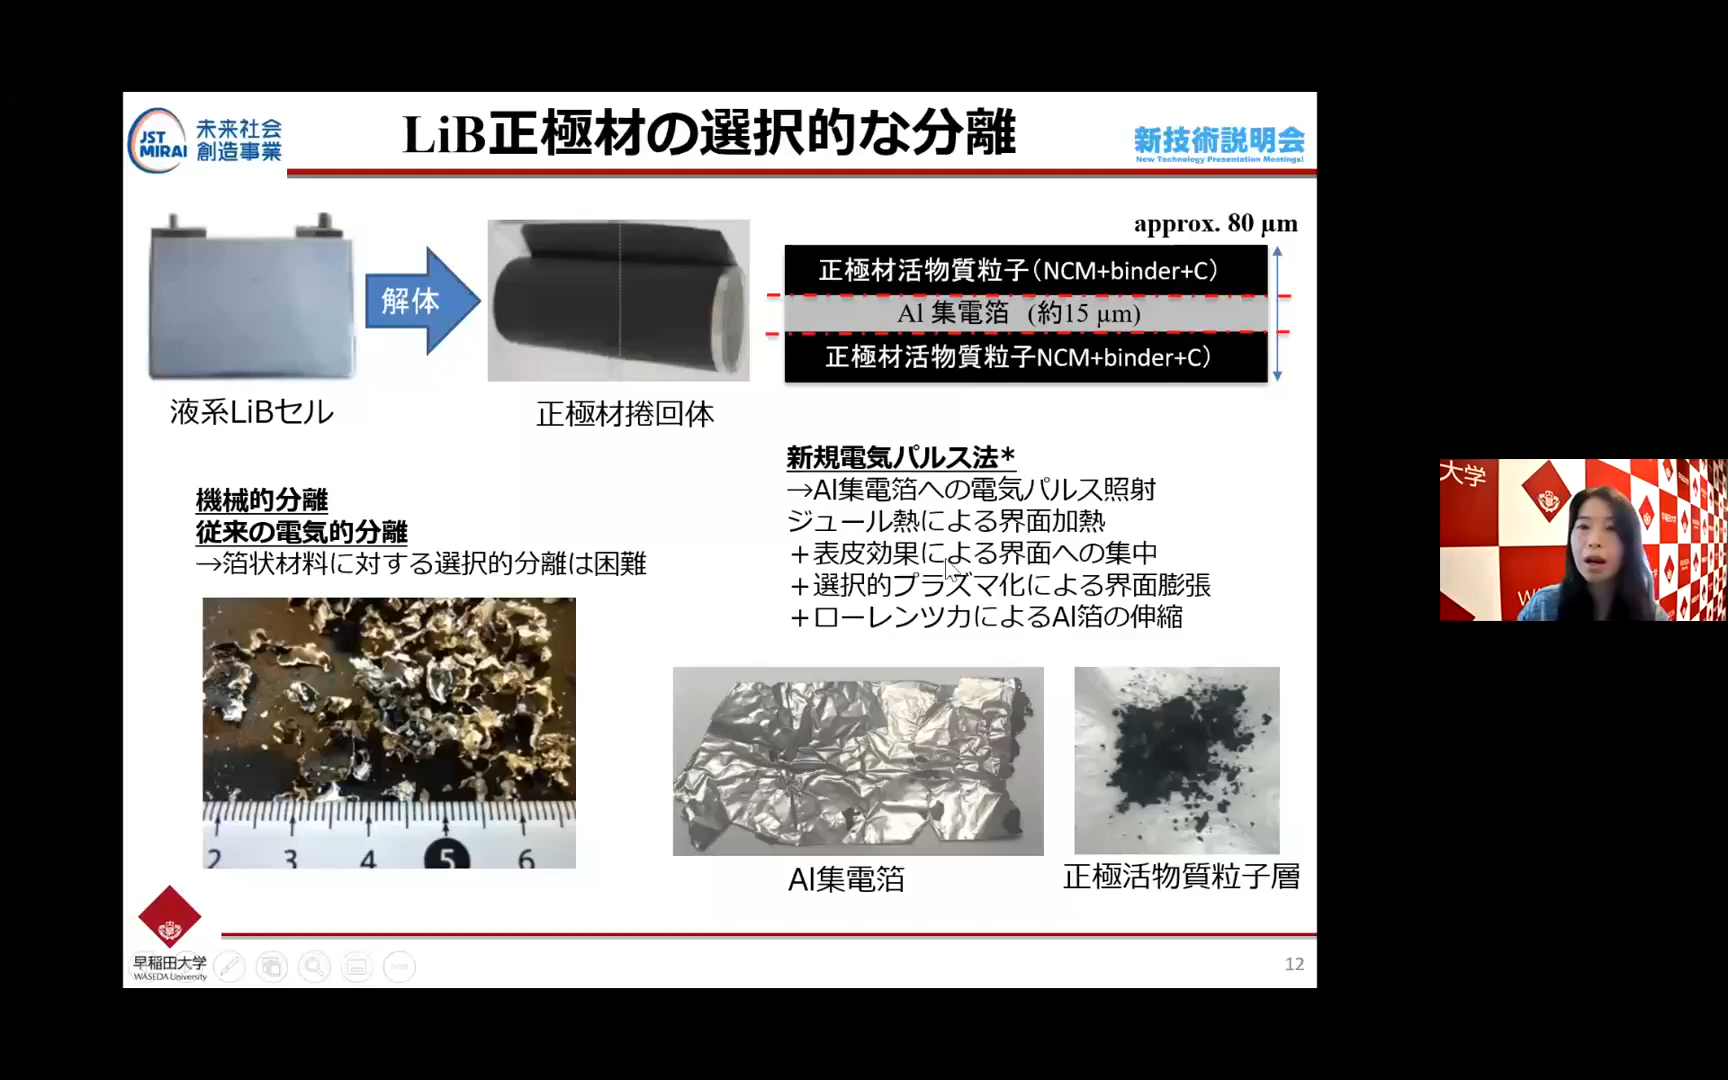 JST
MIRAI
未来社会
創造事業
LiB正極材の選択的な分離
新技術説明会
New Technology Presentation Meetings!
approx. 80 μm
解体
正極材活物質粒子(NCM+binder+C)
Al 集電箔 (約15 μm)
正極材活物質粒子NCM+binder+C)
液系LiBセル
正極材捲回体
機械的分離
従来の電気的分離
→箔状材料に対する選択的分離は困難
新規電気パルス法*
→Al集電箔への電気パルス照射
ジュール熱による界面加熱
+表皮効果による界面への集中
+選択的プラズマ化による界面膨張
+ローレンツ力によるAl箔の伸縮
2 3 4 5 6
Al集電箔
正極活物質粒子層
早稲田大学
WASEDA University
12
大学
W